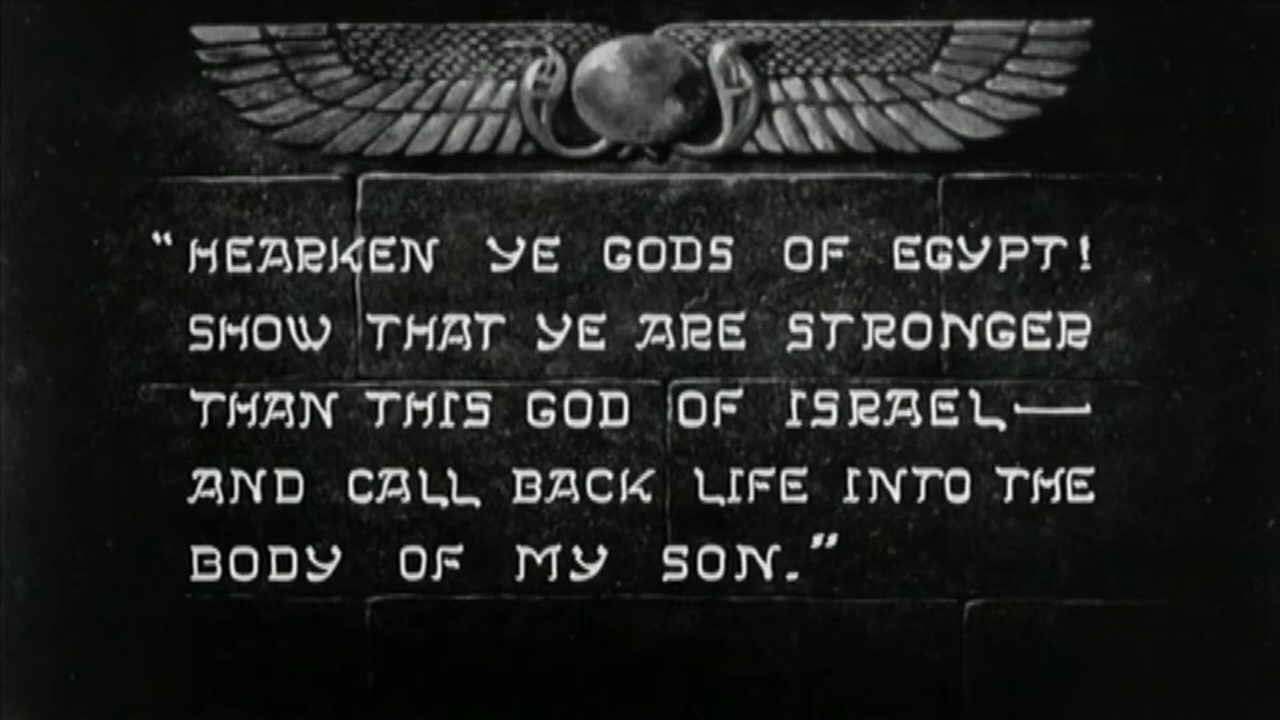 “HEARKEN YE GODS OF EGYPT!
SHOW THAT YE ARE STRONGER
THAN THIS GOD OF ISRAEL—
AND CALL BACK LIFE INTO THE
BODY OF MY SON.”